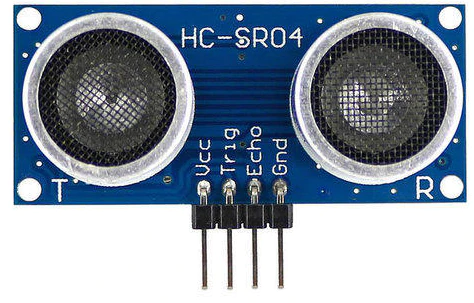 HC-SR04
Vcc
Trig
Echo
Gnd
T
R